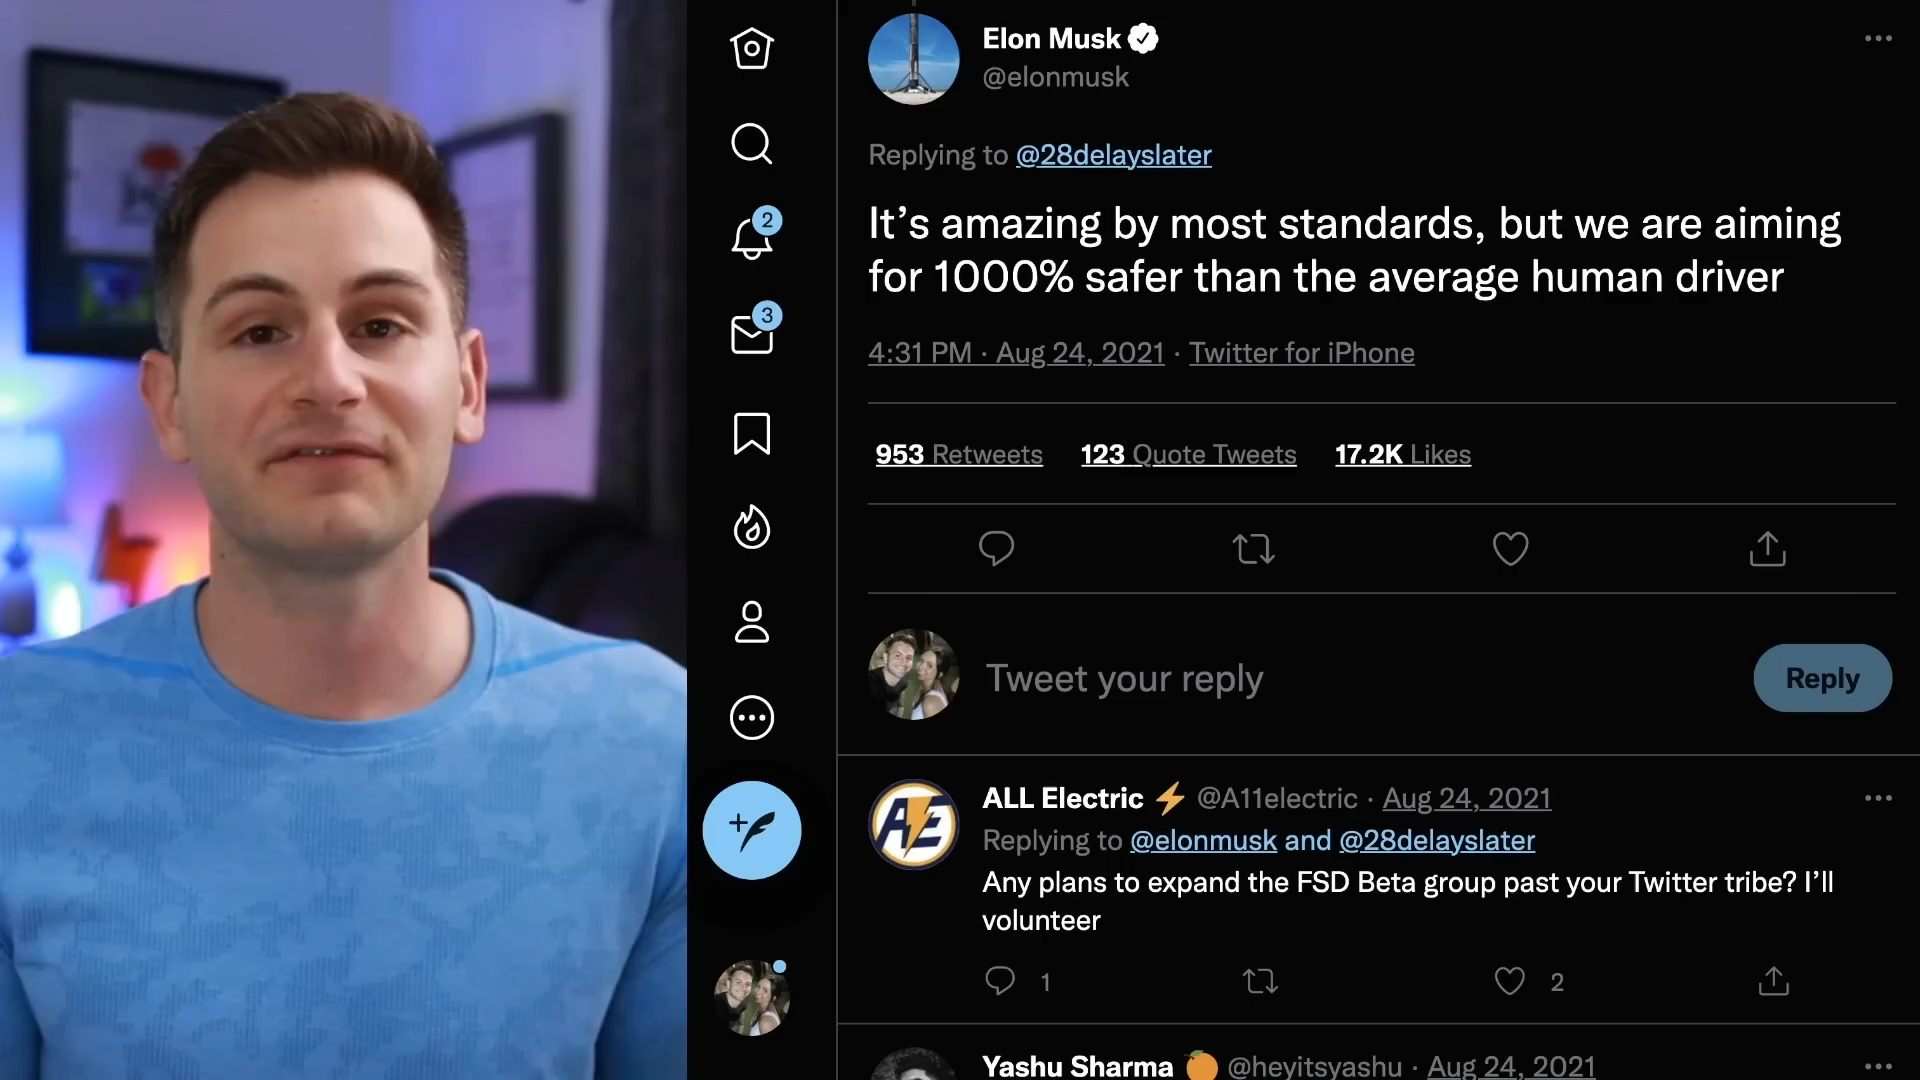 Elon Musk
@elonmusk
Replying to @28delayslater
It’s amazing by most standards, but we are aiming
for 1000% safer than the average human driver
4:31 PM · Aug 24, 2021 · Twitter for iPhone
953 Retweets 123 Quote Tweets 17.2K Likes
2
3
Tweet your reply
Reply
AE
ALL Electric ⚡ @A11electric · Aug 24, 2021
Replying to @elonmusk and @28delayslater
Any plans to expand the FSD Beta group past your Twitter tribe? I’ll
volunteer
1 2
Yashu Sharma 🍊 @heyitsyashu · Aug 24, 2021